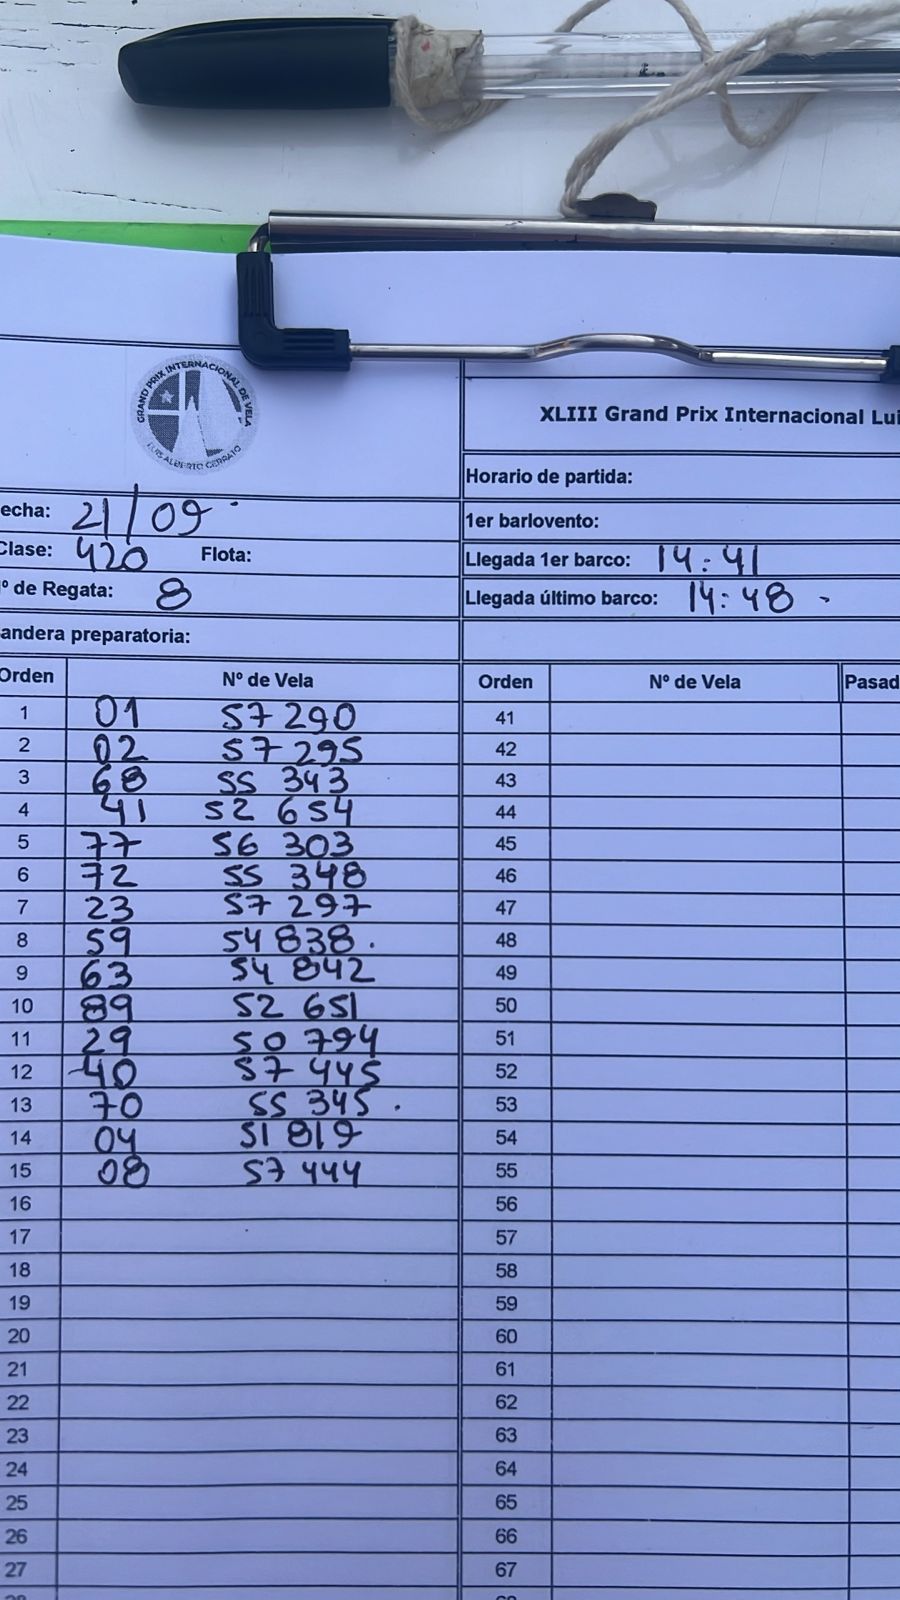 GRAND PRIX INTERNACIONAL DE VELA
LUIS ALBERTO CERRATO
XLIII Grand Prix Internacional Lui
Horario de partida:
echa: 21/09
1er barlovento:
Clase: 420 Flota:
Llegada 1er barco: 14:41
º de Regata: 8
Llegada último barco: 14:48
andera preparatoria:
Orden Nº de Vela Orden Nº de Vela Pasad
1 01 57 290 41
2 02 57 295 42
3 68 55 343 43
4 41 52 654 44
5 77 56 303 45
6 72 55 348 46
7 23 57 297 47
8 59 54 838. 48
9 63 54 842 49
10 89 52 651 50
11 29 50 794 51
12 40 57 445 52
13 70 55 345. 53
14 04 51 819 54
15 08 57 444 55
16 56
17 57
18 58
19 59
20 60
21 61
22 62
23 63
24 64
25 65
26 66
27 67